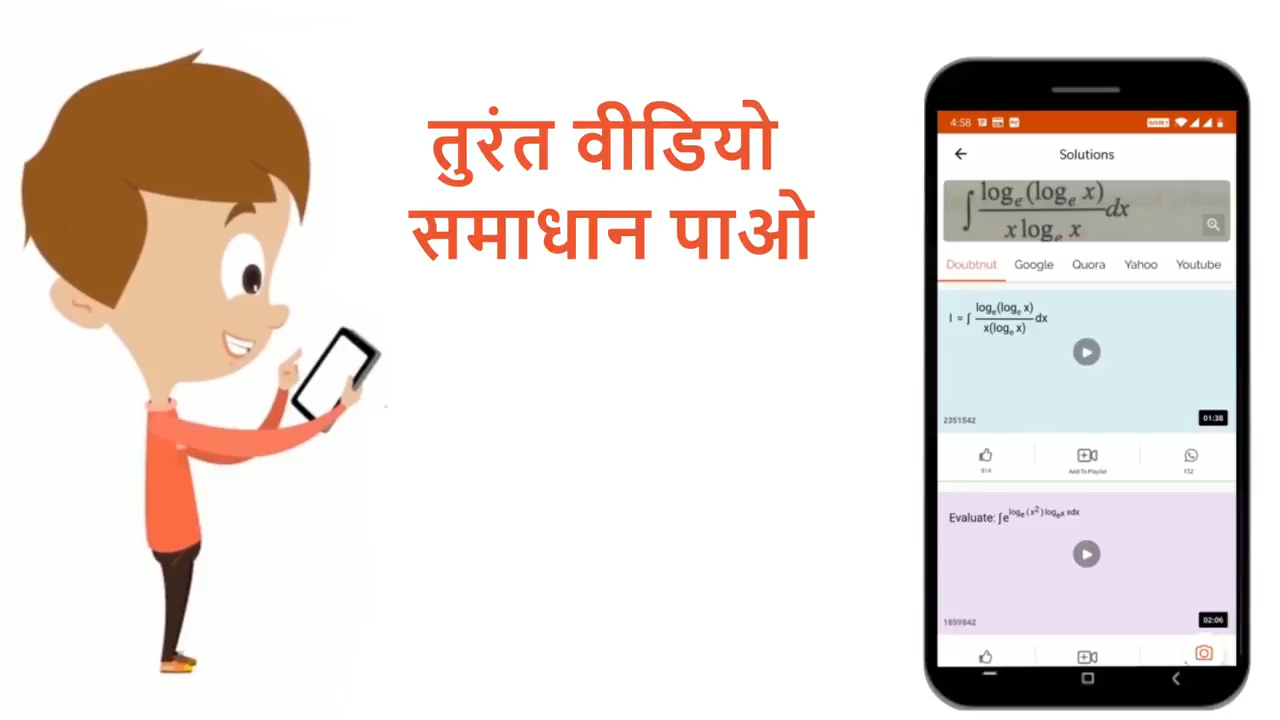 तुरंत वीडियो
समाधान पाओ
4:58
Solutions
∫ logₑ(logₑ x) / x logₑ x dx
Doubtnut Google Quora Yahoo Youtube
I = ∫ logₑ(logₑ x) / x(logₑ x) dx
2351542
01:38
914
Add To Playlist
152
Evaluate: ∫e^logₑ(x²) logₑx xdx
1859842
02:06